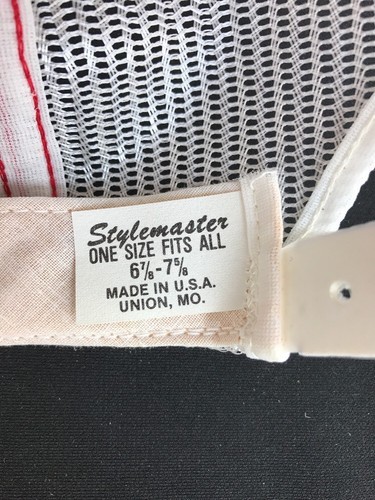 Stylemaster
ONE SIZE FITS ALL
6⅞-7⅝
MADE IN U.S.A.
UNION, MO.